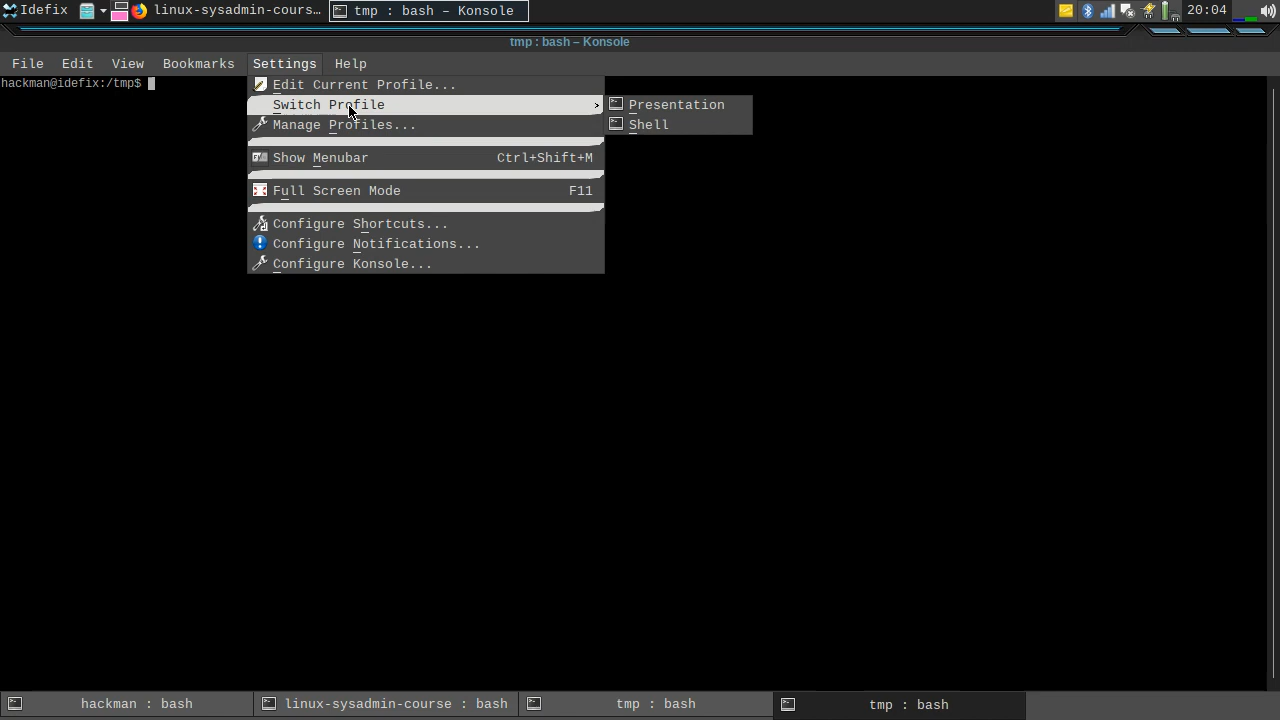 Idefix
linux-sysadmin-cours…
tmp : bash – Konsole
20:04
tmp : bash – Konsole
File Edit View Bookmarks Settings Help
hackman@idefix:/tmp$
Edit Current Profile...
Switch Profile
Presentation
Manage Profiles...
Shell
Show Menubar Ctrl+Shift+M
Full Screen Mode F11
Configure Shortcuts...
Configure Notifications...
Configure Konsole...
hackman : bash
linux-sysadmin-course : bash
tmp : bash
tmp : bash